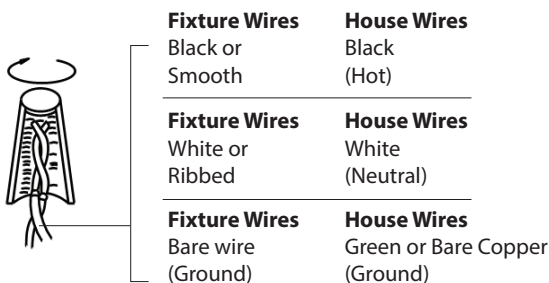 Fixture Wires House Wires
Black or Black
Smooth (Hot)
Fixture Wires House Wires
White or White
Ribbed (Neutral)
Fixture Wires House Wires
Bare wire Green or Bare Copper
(Ground) (Ground)